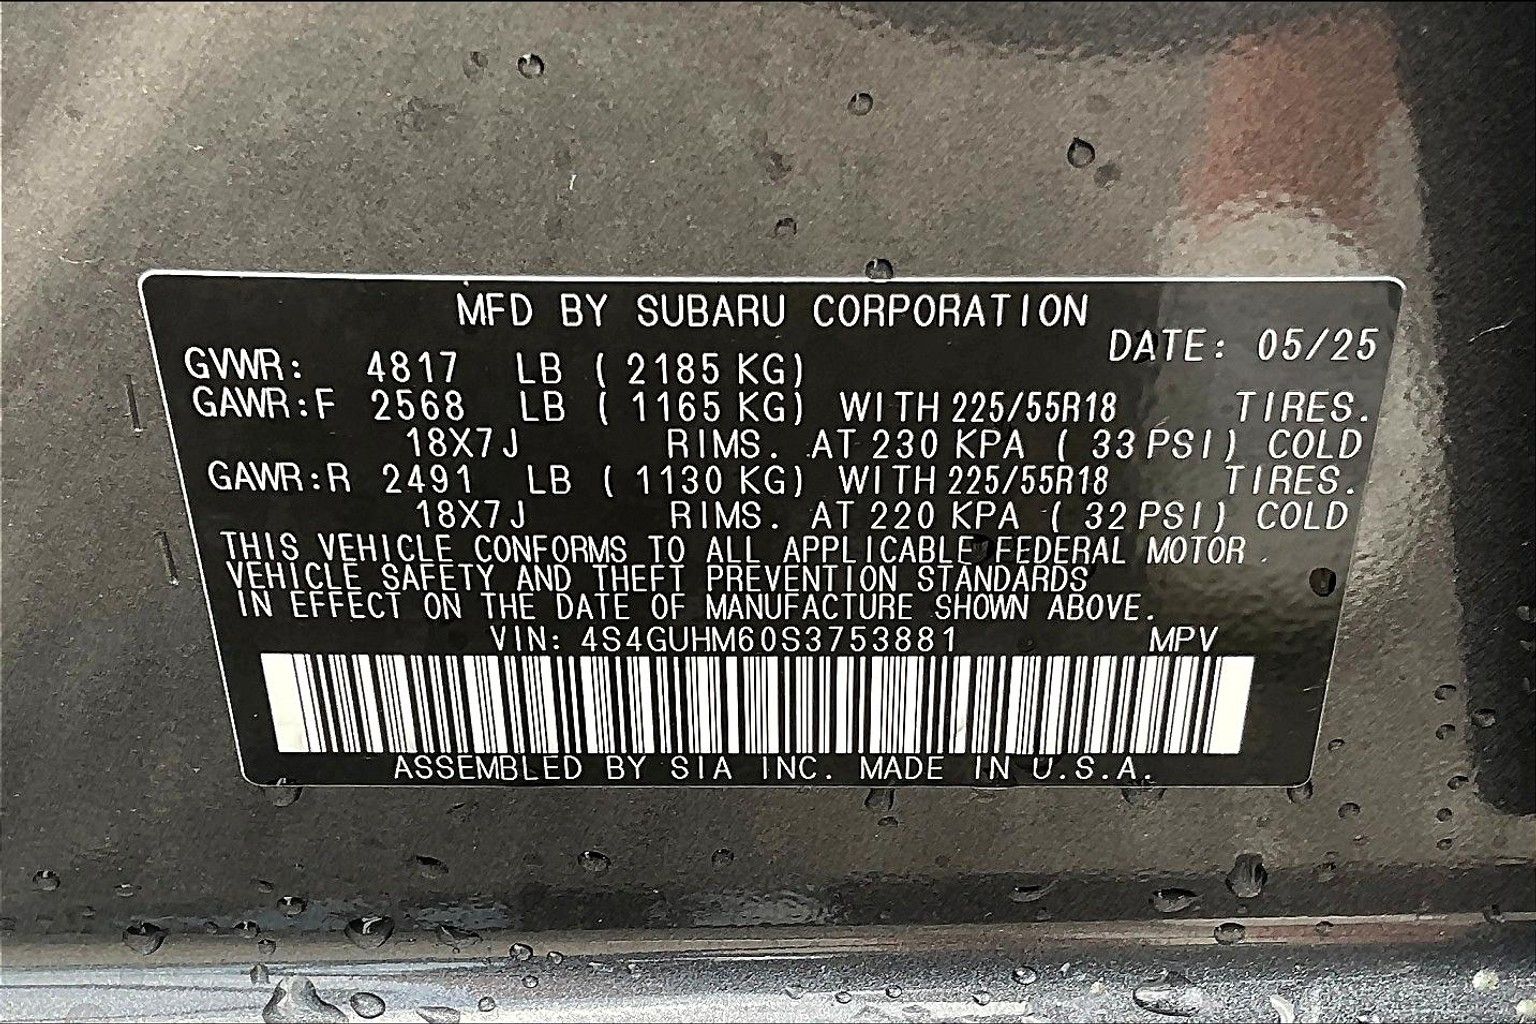 MFD BY SUBARU CORPORATION
DATE: 05/25
GVWR: 4817 LB ( 2185 KG)
GAWR:F 2568 LB ( 1165 KG) WITH 225/55R18 TIRES.
18X7J RIMS. AT 230 KPA ( 33 PSI) COLD
GAWR:R 2491 LB ( 1130 KG) WITH 225/55R18 TIRES.
18X7J RIMS. AT 220 KPA ( 32 PSI) COLD
THIS VEHICLE CONFORMS TO ALL APPLICABLE FEDERAL MOTOR
VEHICLE SAFETY AND THEFT PREVENTION STANDARDS
IN EFFECT ON THE DATE OF MANUFACTURE SHOWN ABOVE.
VIN: 4S4GUHM60S3753881 MPV
ASSEMBLED BY SIA INC. MADE IN U.S.A.